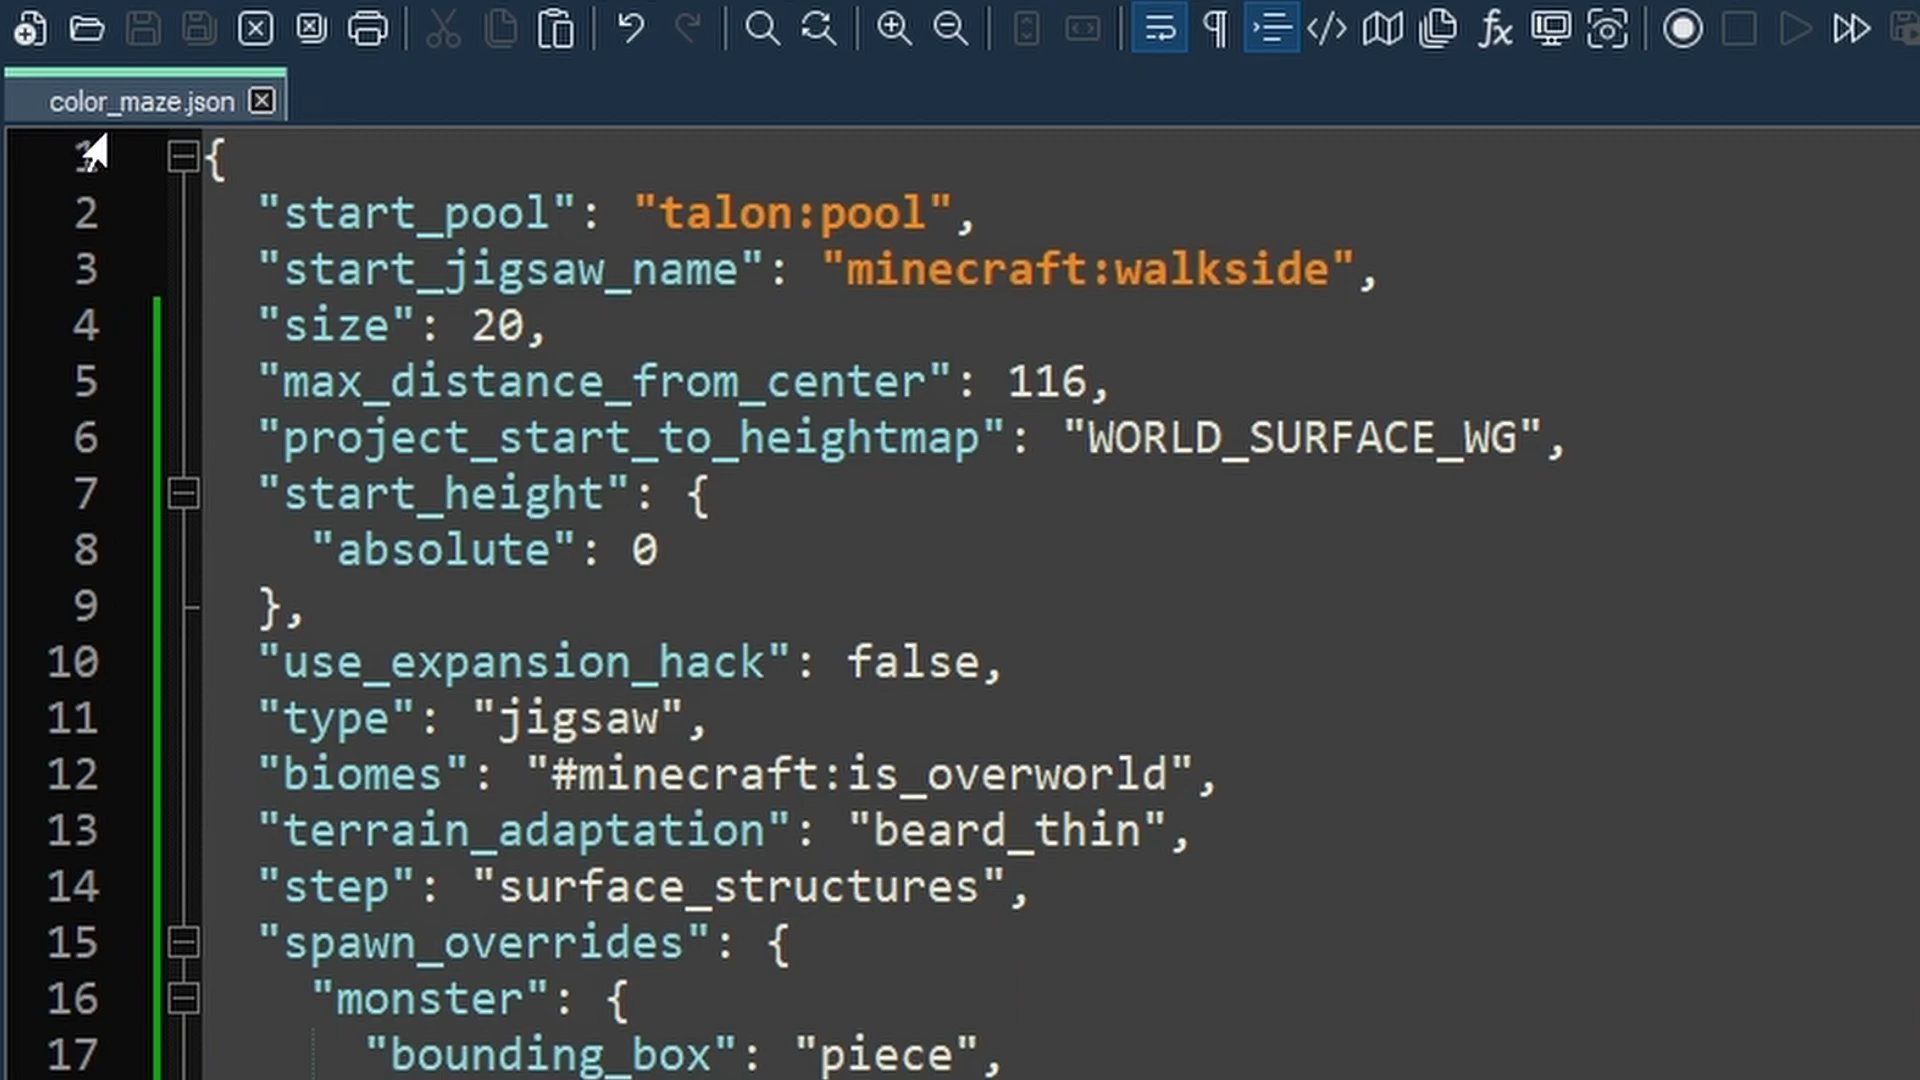 color_maze.json
1 {
2 "start_pool": "talon:pool",
3 "start_jigsaw_name": "minecraft:walkside",
4 "size": 20,
5 "max_distance_from_center": 116,
6 "project_start_to_heightmap": "WORLD_SURFACE_WG",
7 "start_height": {
8 "absolute": 0
9 },
10 "use_expansion_hack": false,
11 "type": "jigsaw",
12 "biomes": "#minecraft:is_overworld",
13 "terrain_adaptation": "beard_thin",
14 "step": "surface_structures",
15 "spawn_overrides": {
16 "monster": {
17 "bounding_box": "piece",